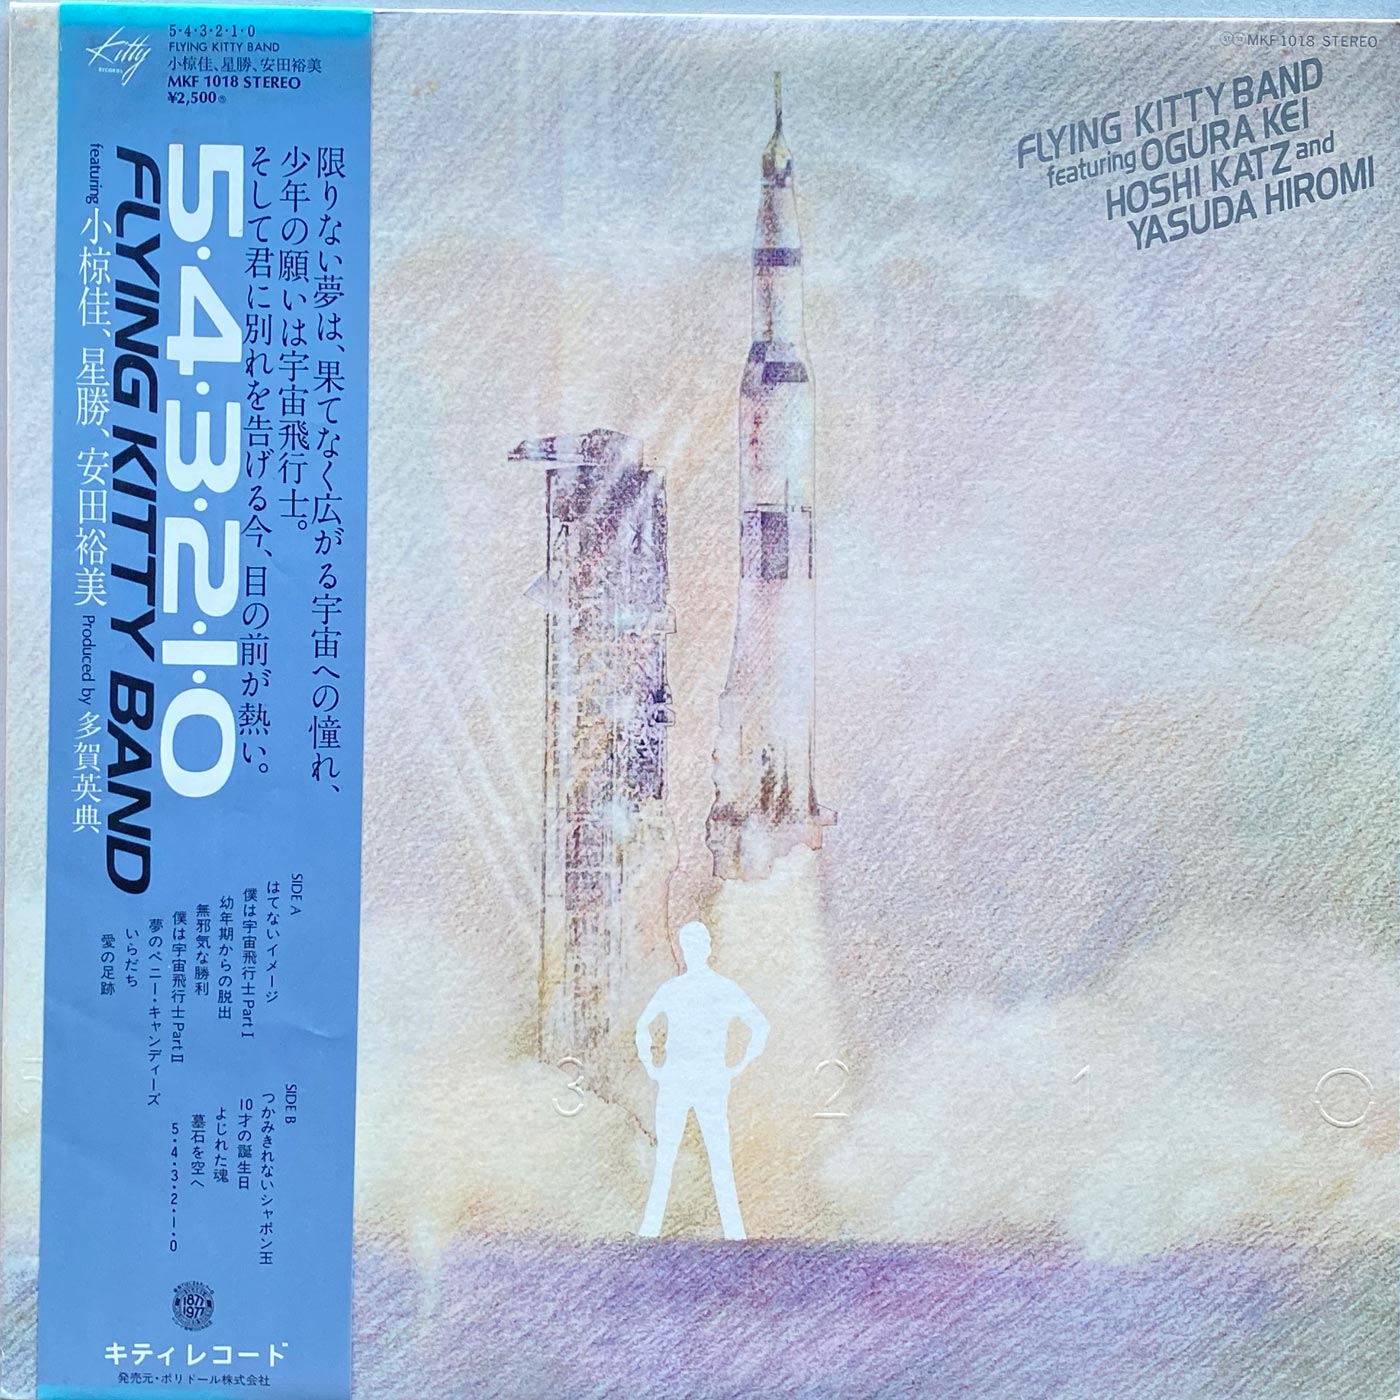 Kitty
RECORDS
5·4·3·2·1·0
FLYING KITTY BAND
小椋佳、星勝、安田裕美
MKF 1018 STEREO
¥2,500
限りない夢は、果てなく広がる宇宙への憧れ、
少年の願いは宇宙飛行士。
そして君に別れを告げる今、目の前が熱い。
5·4·3·2·1·0
FLYING KITTY BAND
featuring 小椋佳、星勝、安田裕美 Produced by 多賀英典
SIDE A
はてないイメージ
僕は宇宙飛行士 Part I
幼年期からの脱出
無邪気な勝利
僕は宇宙飛行士 Part II
夢のペニー・キャンディーズ
いらだち
愛の足跡
SIDE B
つかみきれないシャボン玉
10才の誕生日
よじれた魂
墓石を空へ
5·4·3·2·1·0
1877
1977
キティレコード
発売元・ポリドール株式会社
MKF 1018 STEREO
FLYING KITTY BAND
featuring OGURA KEI
HOSHI KATZ and
YASUDA HIROMI
3 2 1 0